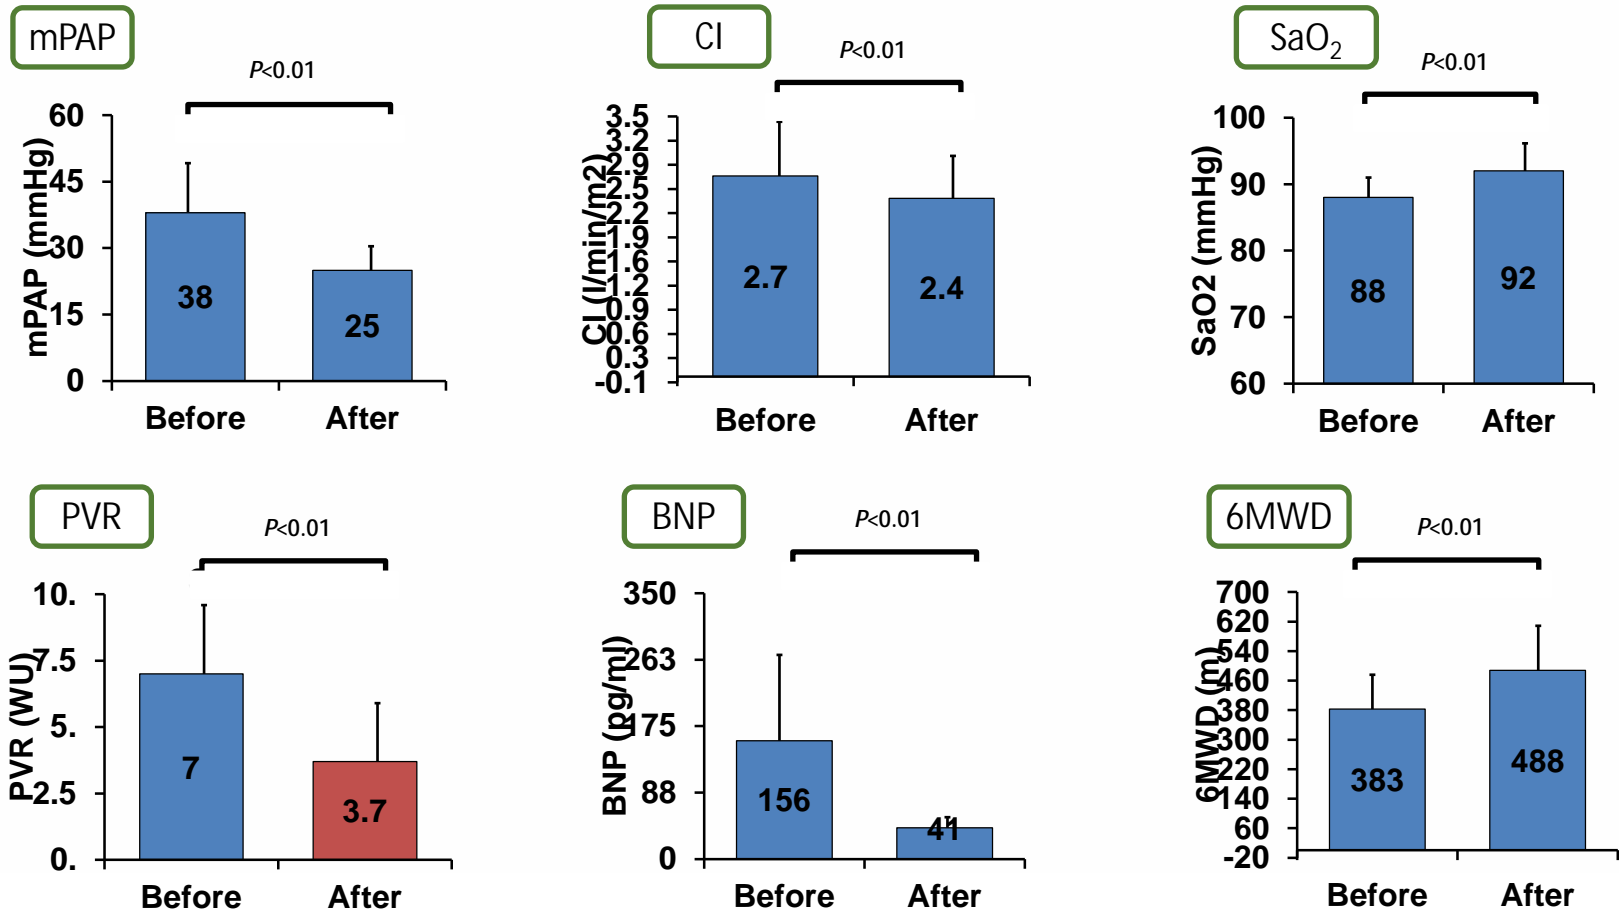 mPAP
P<0.01
mPAP (mmHg)
60
45
30
15
0
38
25
Before
After
CI
P<0.01
CI (l/min/m2)
3.5
3.2
2.9
2.5
2.2
1.9
1.6
1.2
0.9
0.6
0.3
-0.1
2.7
2.4
Before
After
SaO2
P<0.01
SaO2 (mmHg)
100
90
80
70
60
88
92
Before
After
PVR
P<0.01
PVR (WU)
10.
7.5
5.
2.5
0.
7
3.7
Before
After
BNP
P<0.01
BNP (pg/ml)
350
263
175
88
0
156
41
Before
After
6MWD
P<0.01
6MWD (m)
700
620
540
460
380
300
220
140
60
-20
383
488
Before
After